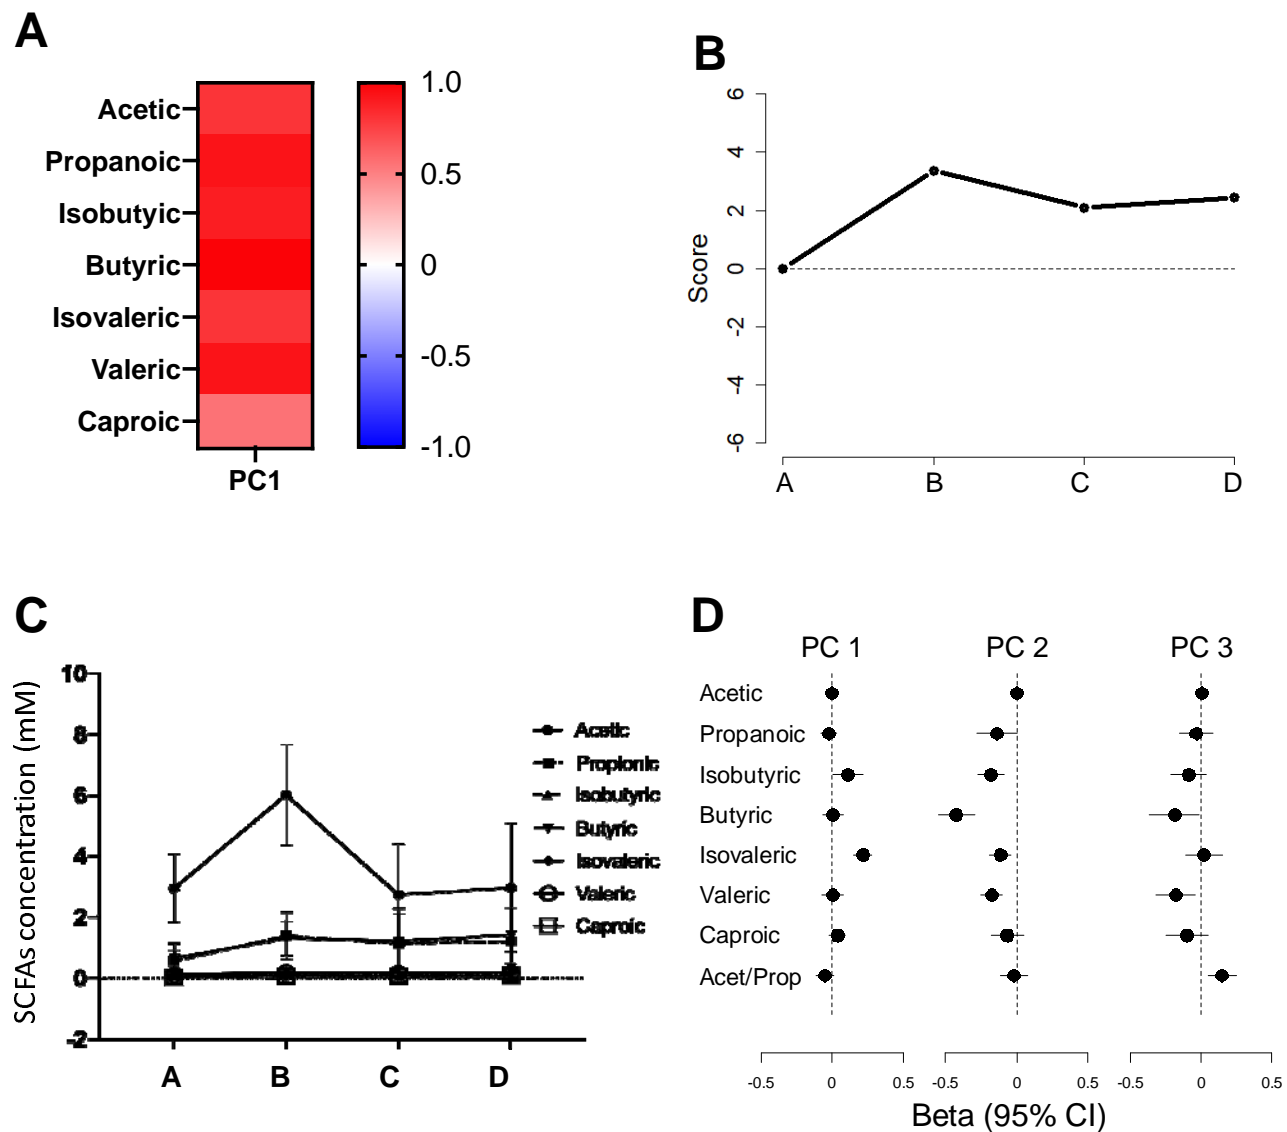 A
Acetic
Propanoic
Isobutyic
Butyric
Isovaleric
Valeric
Caproic
PC1
1.0
0.5
0
-0.5
-1.0
B
Score
6
4
2
0
-2
-4
-6
A B C D
C
SCFAs concentration (mM)
10
8
6
4
2
0
-2
A B C D
Acetic
Propionic
Isobutyric
Butyric
Isovaleric
Valeric
Caproic
D
PC 1 PC 2 PC 3
Acetic
Propanoic
Isobutyric
Butyric
Isovaleric
Valeric
Caproic
Acet/Prop
-0.5 0 0.5 -0.5 0 0.5 -0.5 0 0.5
Beta (95% CI)